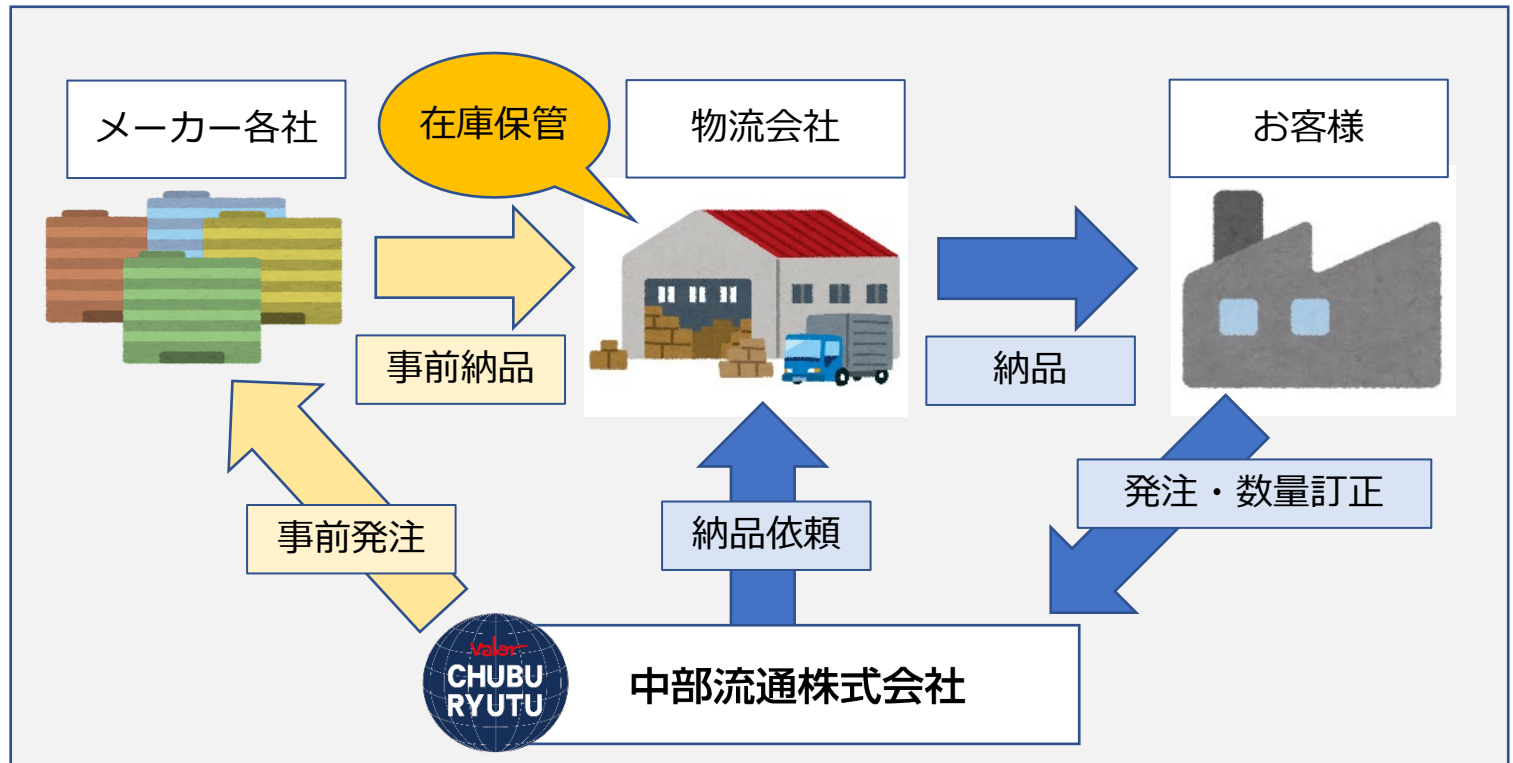 メーカー各社
在庫保管
物流会社
お客様
事前納品
納品
発注・数量訂正
事前発注
納品依頼
Valor
CHUBU
RYUTU
中部流通株式会社